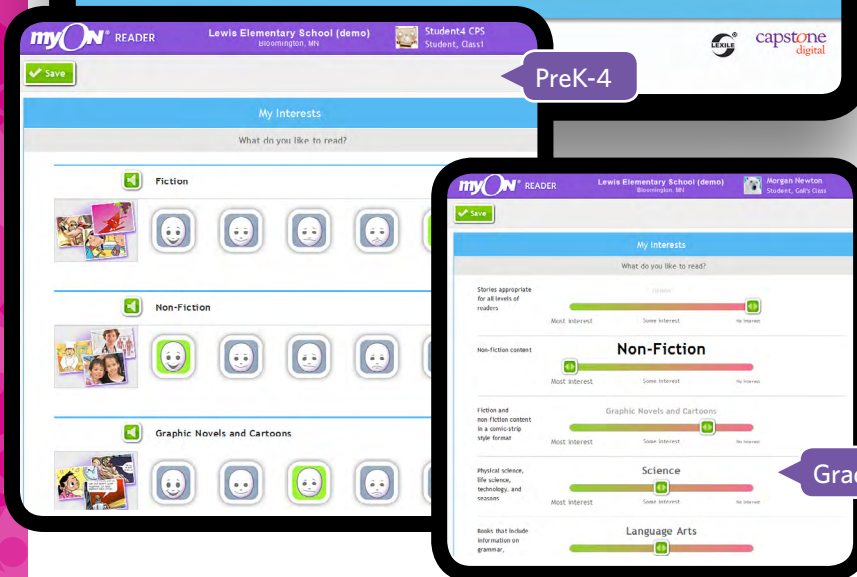 myON® READER
Lewis Elementary School (demo)
Bloomington, MN
Student4 CPS
Student, Class1
Save
PreK-4
LEXILE®
capstone
digital
My Interests
What do you like to read?
Fiction
Non-Fiction
Graphic Novels and Cartoons
myON® READER
Lewis Elementary School (demo)
Bloomington, MN
Morgan Newton
Student, Gail's Class
Save
My Interests
What do you like to read?
Stories appropriate
for all levels of
readers
Most interest
Some interest
No interest
Non-fiction content
Non-Fiction
Most interest
Some interest
No interest
Fiction and
non fiction content
in a comic-strip
style format
Graphic Novels and Cartoons
Most interest
Some interest
No interest
Physical science,
life science,
technology, and
seasons
Science
Most interest
Some interest
No interest
Grad
Books that include
information on
grammar,
Language Arts